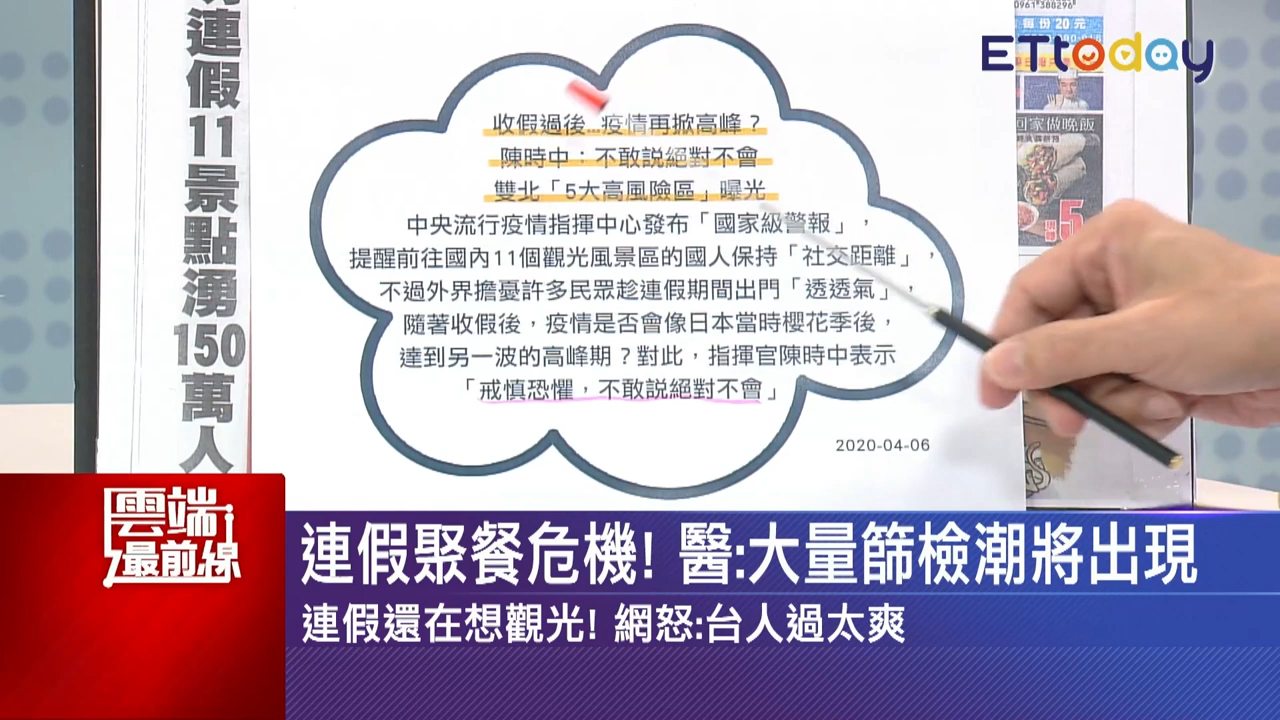 連假11景點湧150萬人
0961 388296
每份20元
ETtoday
回家做晚飯
5
收假過後...疫情再掀高峰？
陳時中：不敢說絕對不會
雙北「5大高風險區」曝光
中央流行疫情指揮中心發布「國家級警報」，
提醒前往國內11個觀光風景區的國人保持「社交距離」，
不過外界擔憂許多民眾趁連假期間出門「透透氣」，
隨著收假後，疫情是否會像日本當時櫻花季後，
達到另一波的高峰期？對此，指揮官陳時中表示
「戒慎恐懼，不敢說絕對不會」
2020-04-06
雲端
最前線
連假聚餐危機! 醫:大量篩檢潮將出現
連假還在想觀光! 網怒:台人過太爽